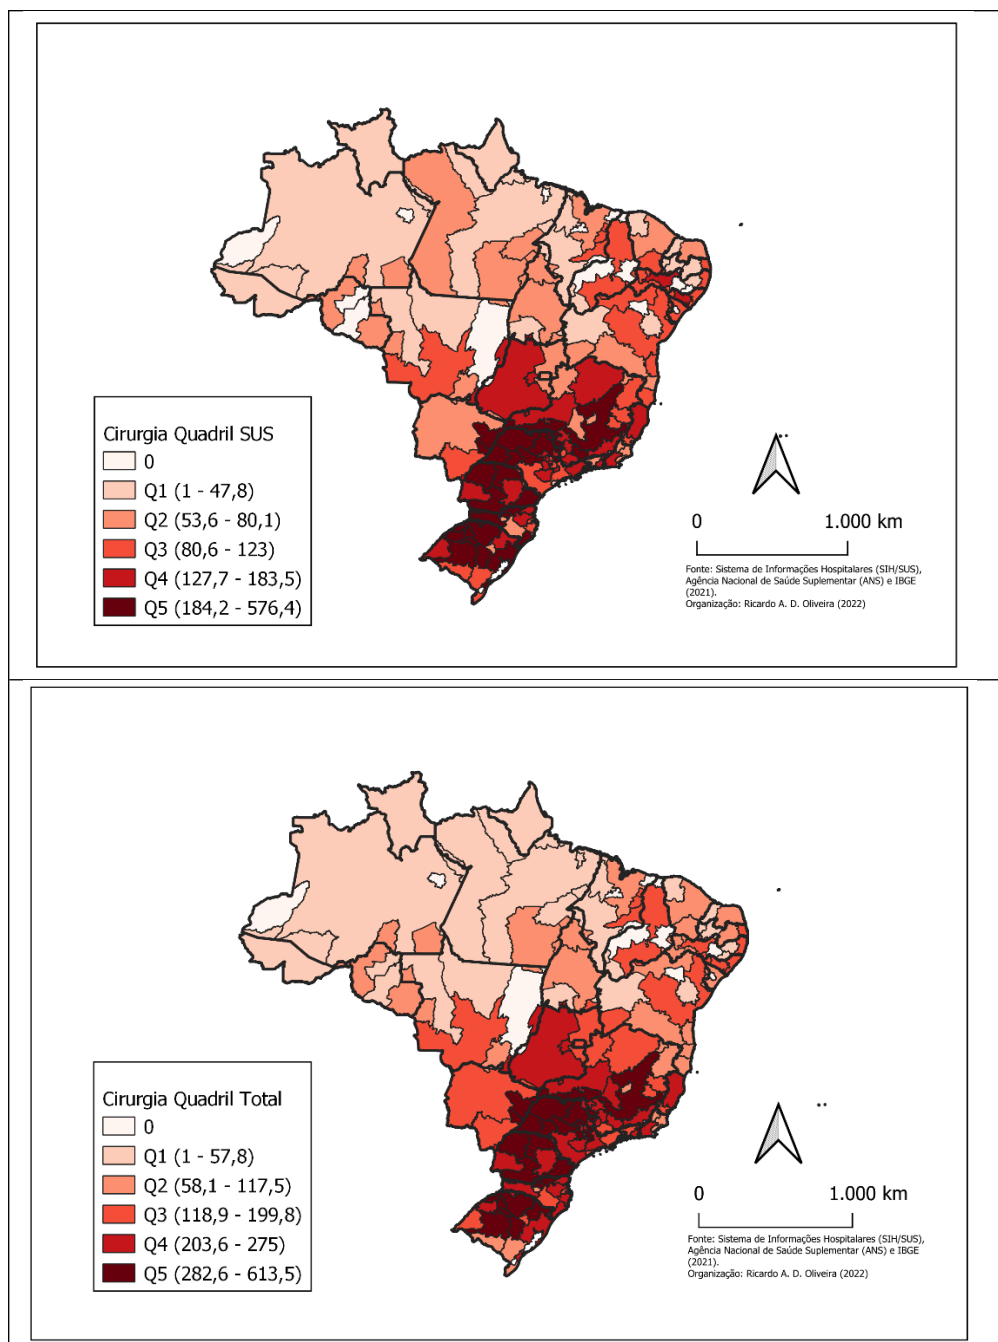 Cirurgia Quadril SUS
0
Q1 (1 - 47,8)
Q2 (53,6 - 80,1)
Q3 (80,6 - 123)
Q4 (127,7 - 183,5)
Q5 (184,2 - 576,4)
0 1.000 km
Fonte: Sistema de Informações Hospitalares (SIH/SUS),
Agência Nacional de Saúde Suplementar (ANS) e IBGE
(2021).
Organização: Ricardo A. D. Oliveira (2022)
Cirurgia Quadril Total
0
Q1 (1 - 57,8)
Q2 (58,1 - 117,5)
Q3 (118,9 - 199,8)
Q4 (203,6 - 275)
Q5 (282,6 - 613,5)
0 1.000 km
Fonte: Sistema de Informações Hospitalares (SIH/SUS),
Agência Nacional de Saúde Suplementar (ANS) e IBGE
(2021).
Organização: Ricardo A. D. Oliveira (2022)